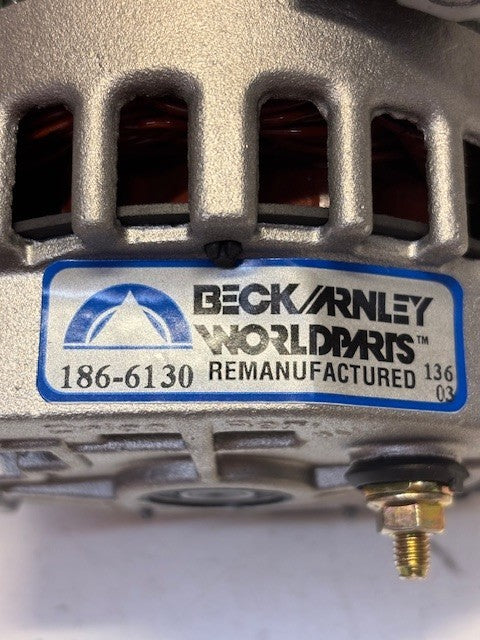 BECK/ARNLEY
WORLDPARTS™
186-6130 REMANUFACTURED 136
03